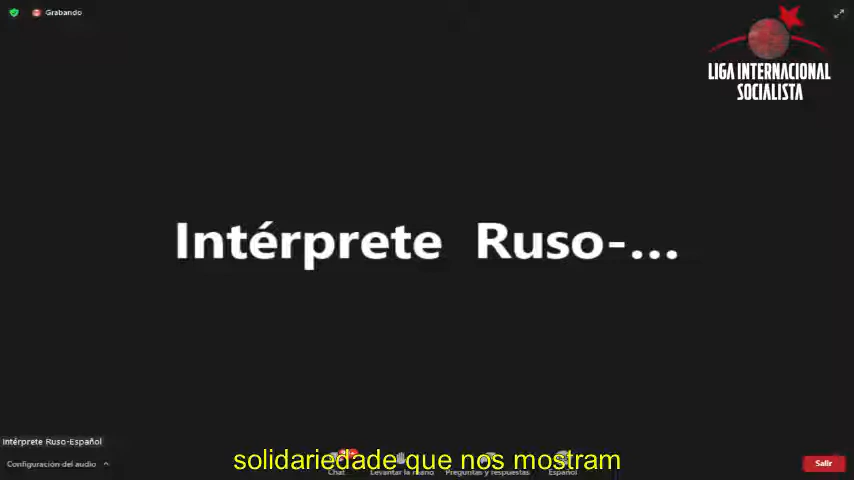 Grabando
LIGA INTERNACIONAL
SOCIALISTA
Intérprete Ruso-...
Intérprete Ruso-Español
Configuración del audio
Chat
Levantar la mano
Preguntas y respuestas
Español
Salir
solidariedade que nos mostram